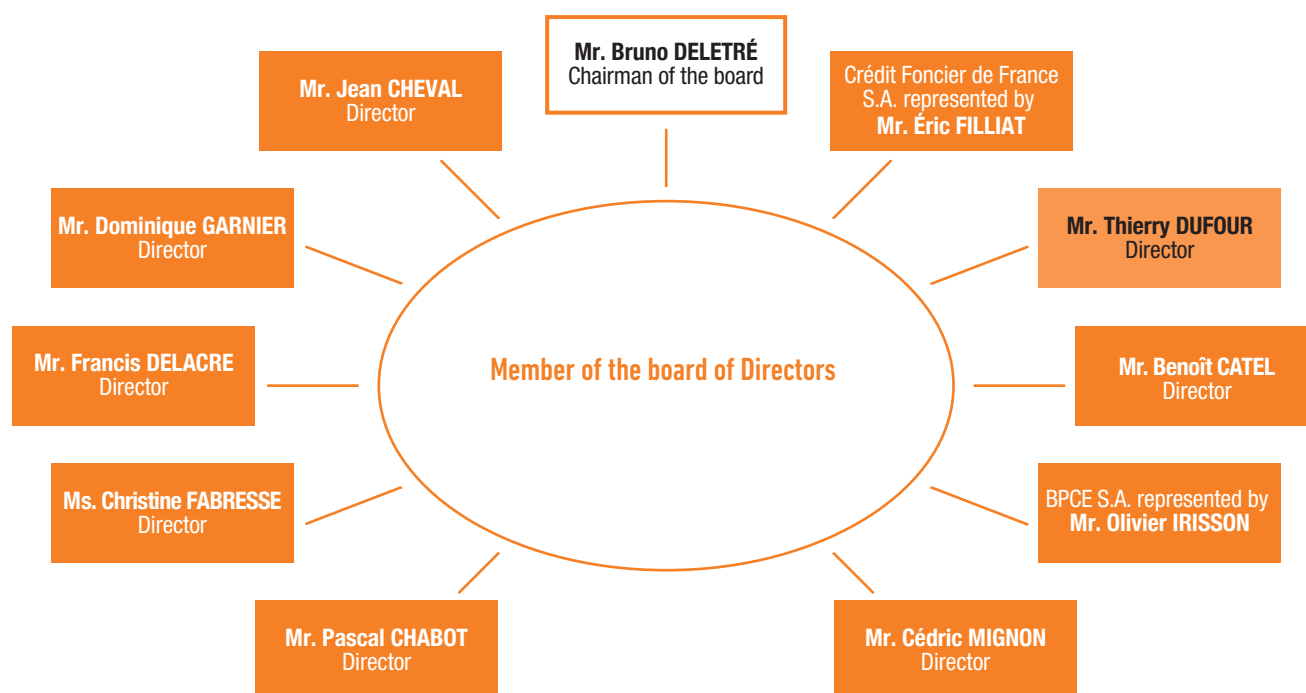 Mr. Bruno DELETRÉ
Chairman of the board
Crédit Foncier de France
S.A. represented by
Mr. Éric FILLIAT
Mr. Thierry DUFOUR
Director
Mr. Benoît CATEL
Director
BPCE S.A. represented by
Mr. Olivier IRISSON
Mr. Cédric MIGNON
Director
Mr. Pascal CHABOT
Director
Ms. Christine FABRESSE
Director
Mr. Francis DELACRE
Director
Mr. Dominique GARNIER
Director
Mr. Jean CHEVAL
Director
Member of the board of Directors